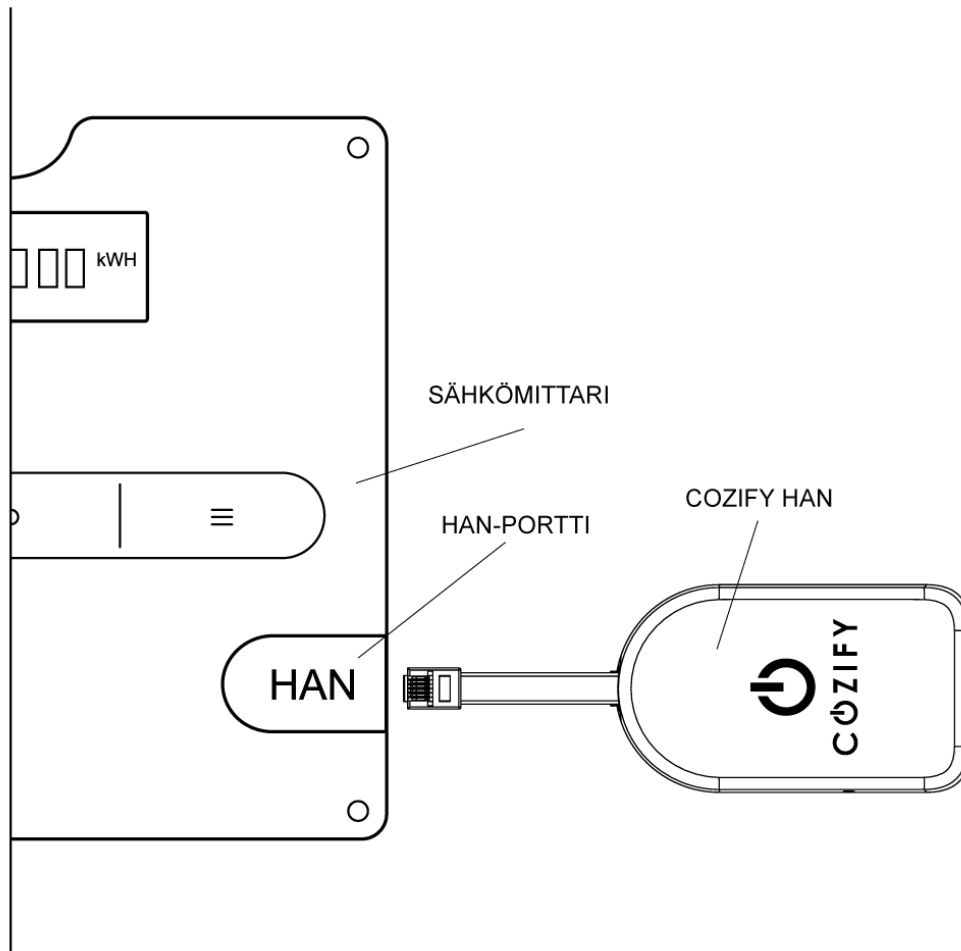 kWH
SÄHKÖMITTARI
COZIFY HAN
HAN-PORTTI
HAN
COZIFY